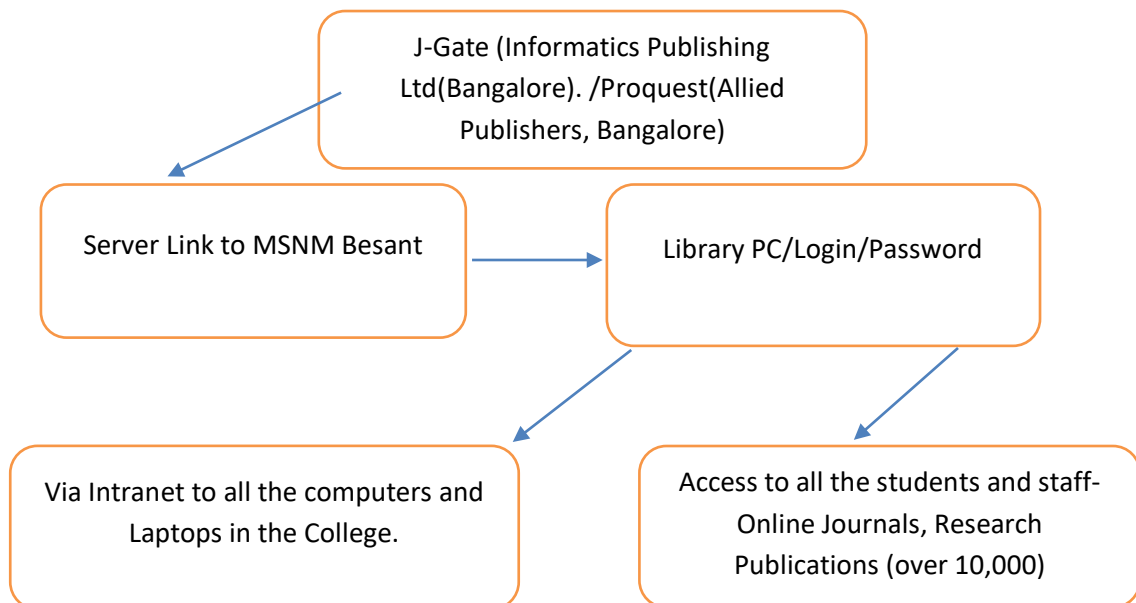 J-Gate (Informatics Publishing
Ltd(Bangalore). /Proquest(Allied
Publishers, Bangalore)
Server Link to MSNM Besant
Library PC/Login/Password
Via Intranet to all the computers and
Laptops in the College.
Access to all the students and staff-
Online Journals, Research
Publications (over 10,000)